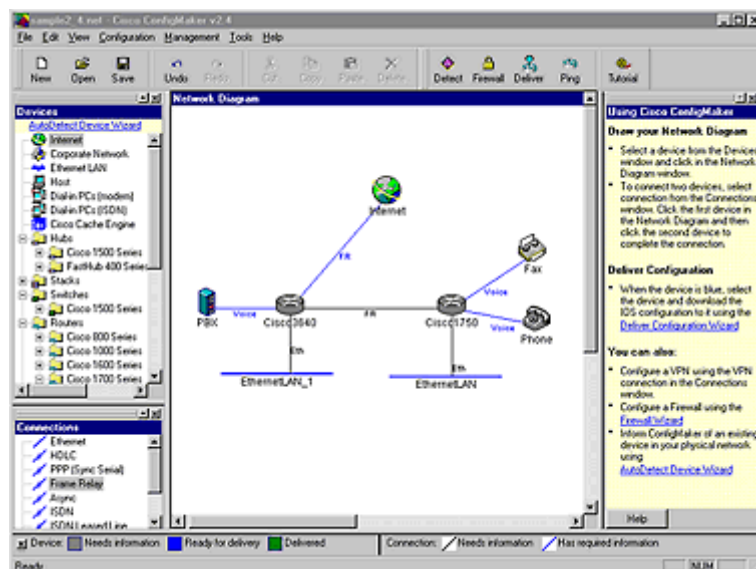 sample2_4.net - Cisco ConfigMaker v2.4
File Edit View Configuration Management Tools Help
New Open Save Undo Redo Cut Copy Paste Delete Detect Firewall Deliver Ping Tutorial
Devices
AutoDetect Device Wizard
Internet
Corporate Network
Ethernet LAN
Host
Dial-in PCs (modem)
Dial-in PCs (ISDN)
Cisco Cache Engine
Hubs
Cisco 1500 Series
FastHub 400 Series
Stacks
Switches
Cisco 1500 Series
Routers
Cisco 800 Series
Cisco 1000 Series
Cisco 1600 Series
Cisco 1700 Series
Connections
Ethernet
HDLC
PPP (Sync Serial)
Frame Relay
Async
ISDN
ISDN Leased Line
Network Diagram
Internet
FR
Fax
Voice
PBX
Voice
Cisco3640
FR
Cisco1750
Voice
Phone
Eth
Eth
EthernetLAN_1
EthernetLAN
Using Cisco ConfigMaker
Draw your Network Diagram
• Select a device from the Devices
window and click in the Network
Diagram window.
• To connect two devices, select
connection from the Connections
window. Click the first device in
the Network Diagram and then
click the second device to
complete the connection.
Deliver Configuration
• When the device is blue, select
the device and download the
IOS configuration to it using the
Deliver Configuration Wizard
You can also:
• Configure a VPN using the VPN
connection in the Connections
window.
• Configure a Firewall using the
Firewall Wizard
• Inform ConfigMaker of an existing
device in your physical network
using
AutoDetect Device Wizard
Help
Device: Needs information Ready for delivery Delivered Connection: Needs information Has required information
Ready NUM